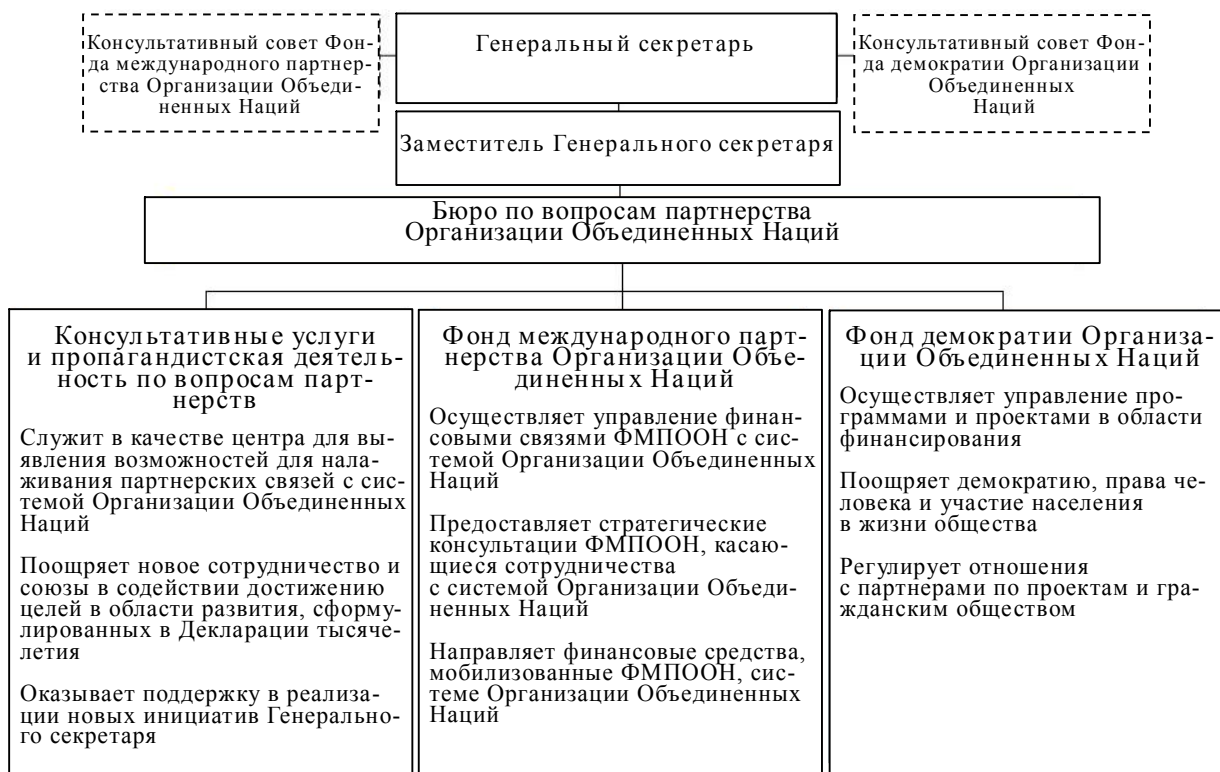 Консультативный совет Фон-
да международного партнер-
ства Организации Объеди-
ненных Наций
Генеральный секретарь
Консультативный совет Фон-
да демократии Организации
Объединенных
Наций
Заместитель Генерального секретаря
Бюро по вопросам партнерства
Организации Объединенных Наций
Консультативные услуги
и пропагандистская деятель-
ность по вопросам парт-
нерств
Служит в качестве центра для вы-
явления возможностей для нала-
живания партнерских связей с сис-
темой Организации Объединенных
Наций
Поощряет новое сотрудничество и
союзы в содействии достижению
целей в области развития, сформу-
лированных в Декларации тысяче-
летия
Оказывает поддержку в реализа-
ции новых инициатив Генерально-
го секретаря
Фонд международного парт-
нерства Организации Объе-
диненных Наций
Осуществляет управление финан-
совыми связями ФМПООН с сис-
темой Организации Объединенных
Наций
Предоставляет стратегические
консультации ФМПООН, касаю-
щиеся сотрудничества
с системой Организации Объеди-
ненных Наций
Направляет финансовые средства,
мобилизованные ФМПООН, сис-
теме Организации Объединенных
Наций
Фонд демократии Организа-
ции Объединенных Наций
Осуществляет управление про-
граммами и проектами в области
финансирования
Поощряет демократию, права че-
ловека и участие населения
в жизни общества
Регулирует отношения
с партнерами по проектам и гра-
жданским обществом